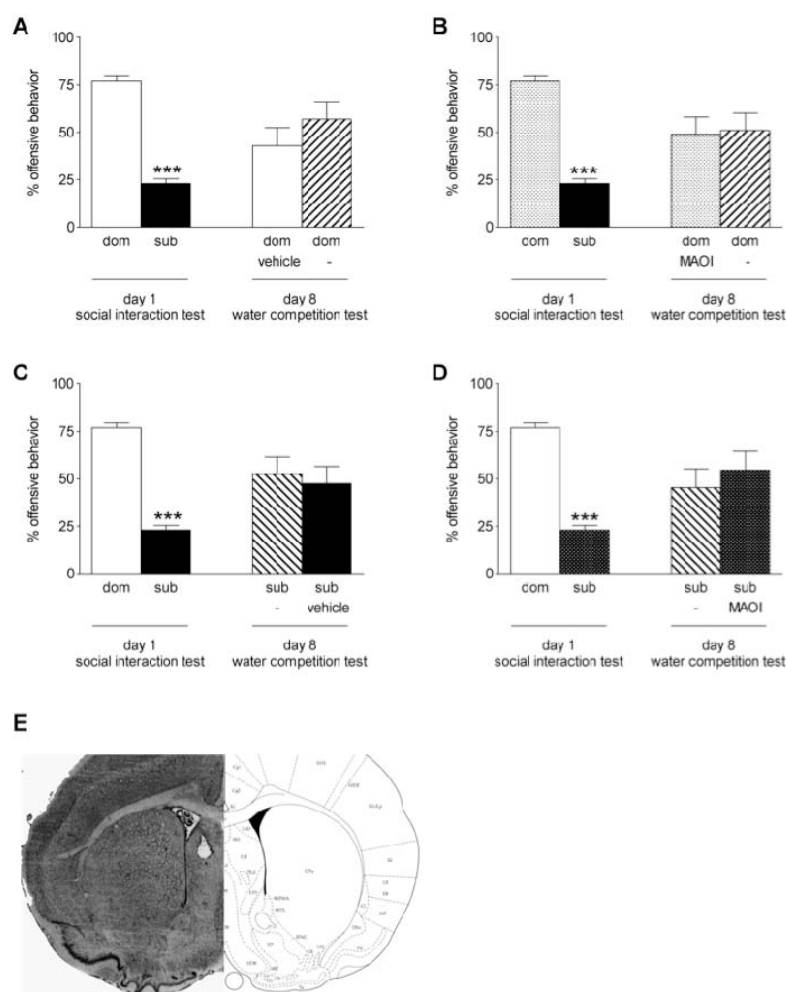 A
% offensive behavior
100
75
50
25
0
***
dom sub dom dom
vehicle -
day 1 day 8
social interaction test water competition test
B
% offensive behavior
100
75
50
25
0
***
com sub dom dom
MAOI -
day 1 day 8
social interaction test water competition test
C
% offensive behavior
100
75
50
25
0
***
dom sub sub sub
- vehicle
day 1 day 8
social interaction test water competition test
D
% offensive behavior
100
75
50
25
0
***
com sub sub sub
- MAOI
day 1 day 8
social interaction test water competition test
E